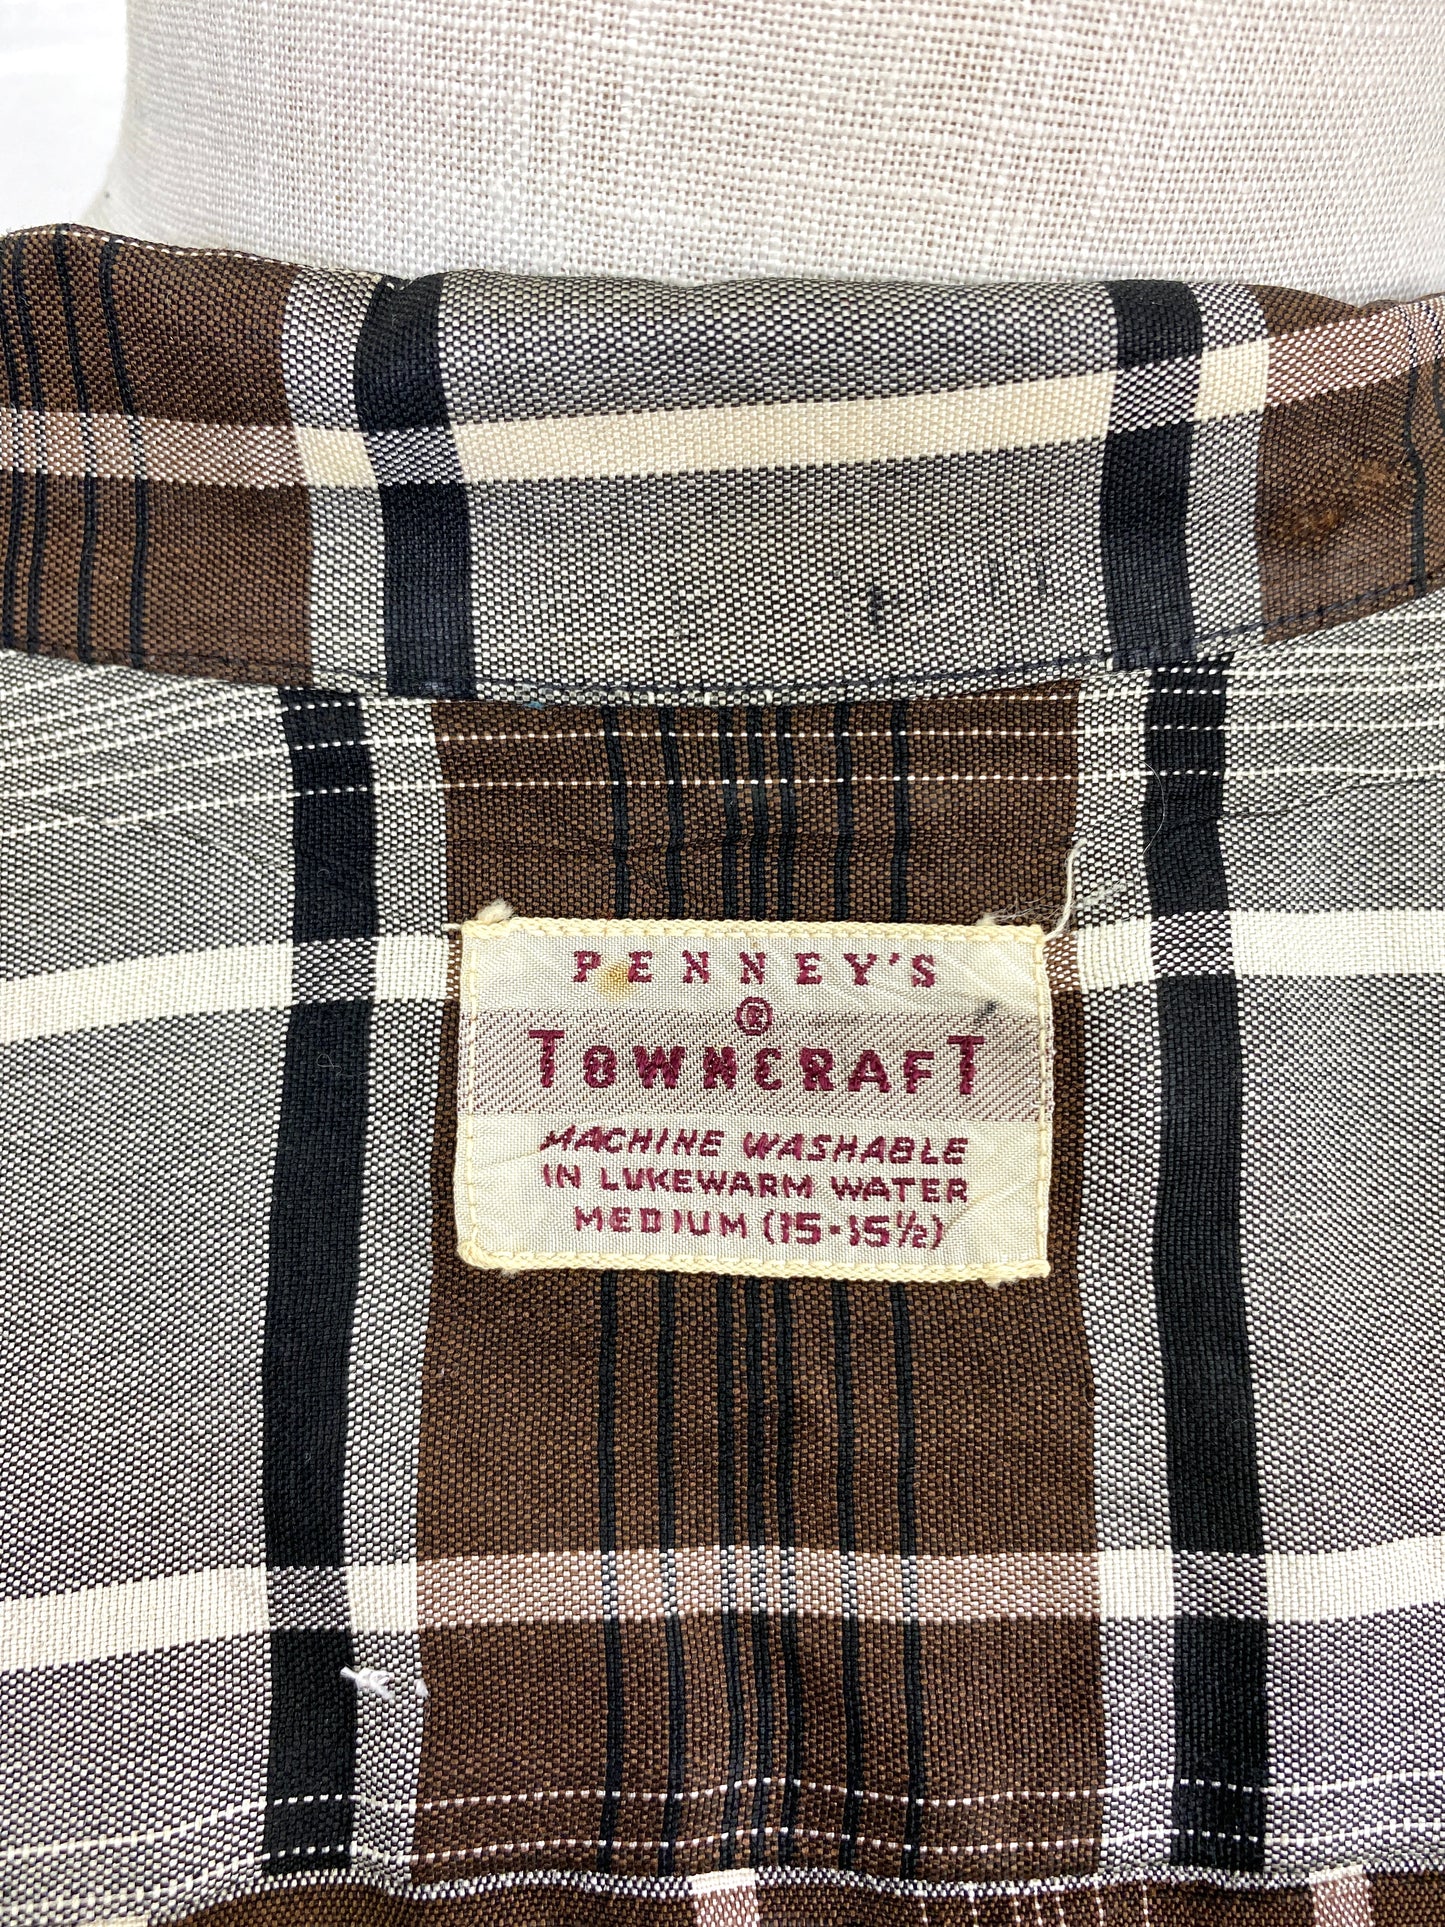 PENNEY'S
®
TOWNCRAFT
MACHINE WASHABLE
IN LUKEWARM WATER
MEDIUM (15-15½)